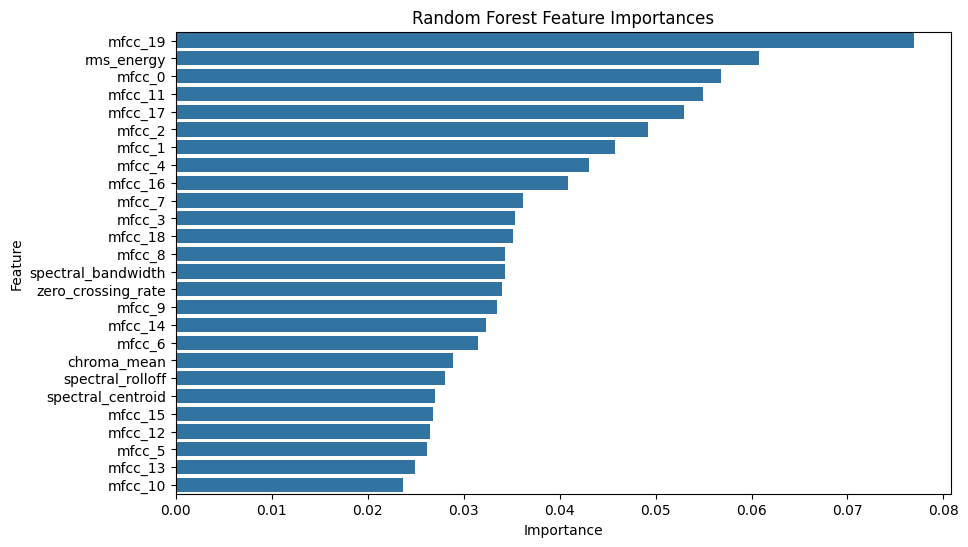 Random Forest Feature Importances
mfcc_19
rms_energy
mfcc_0
mfcc_11
mfcc_17
mfcc_2
mfcc_1
mfcc_4
mfcc_16
mfcc_7
mfcc_3
mfcc_18
mfcc_8
spectral_bandwidth
zero_crossing_rate
mfcc_9
mfcc_14
mfcc_6
chroma_mean
spectral_rolloff
spectral_centroid
mfcc_15
mfcc_12
mfcc_5
mfcc_13
mfcc_10
Feature
0.00 0.01 0.02 0.03 0.04 0.05 0.06 0.07 0.08
Importance